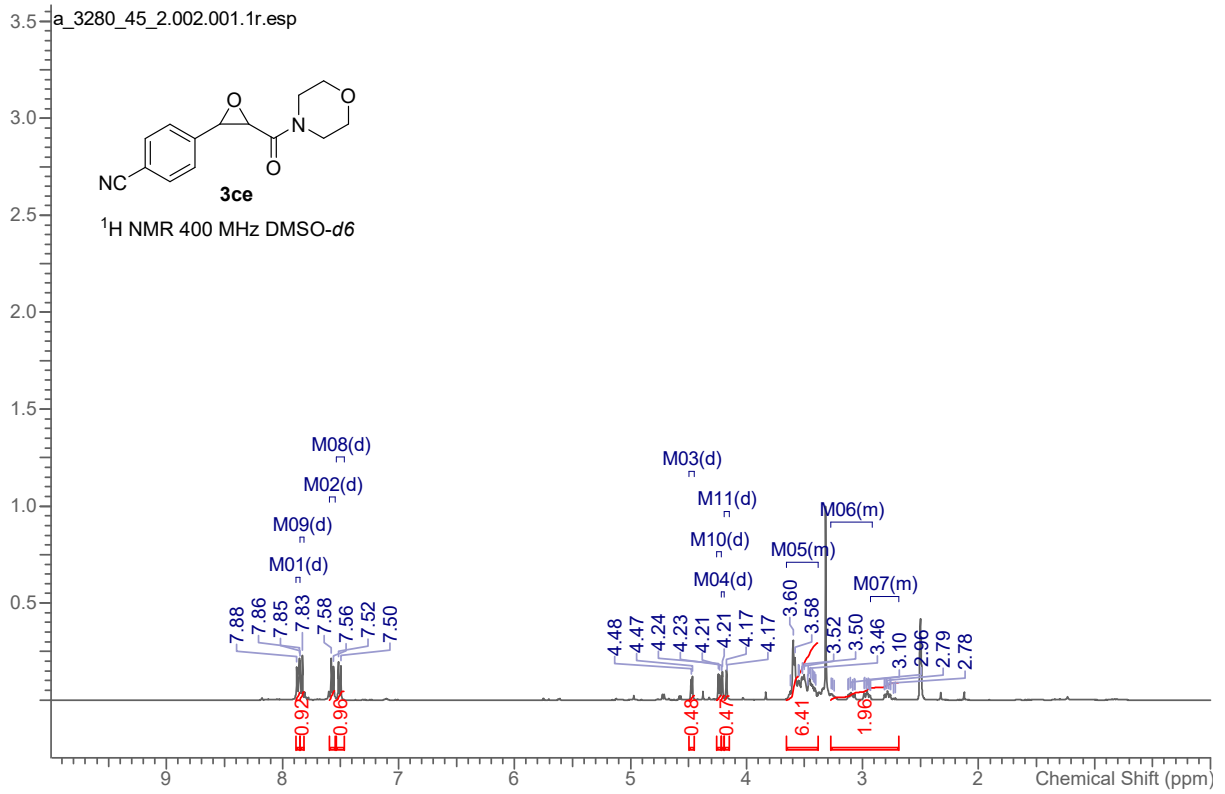 a_3280_45_2.002.001.1r.esp
3.5
3.0
2.5
2.0
1.5
1.0
0.5
O
O
N
O
NC
3ce
¹H NMR 400 MHz DMSO-d6
M08(d)
M02(d)
M09(d)
M01(d)
M03(d)
M11(d)
M10(d)
M04(d)
M06(m)
M05(m)
M07(m)
7.88
7.86
7.85
7.83
7.58
7.56
7.52
7.50
4.48
4.47
4.24
4.23
4.21
4.21
4.17
4.17
3.60
3.58
3.52
3.50
3.46
3.10
2.96
2.79
2.78
0.92
0.96
0.48
0.47
6.41
1.96
9 8 7 6 5 4 3 2 Chemical Shift (ppm)